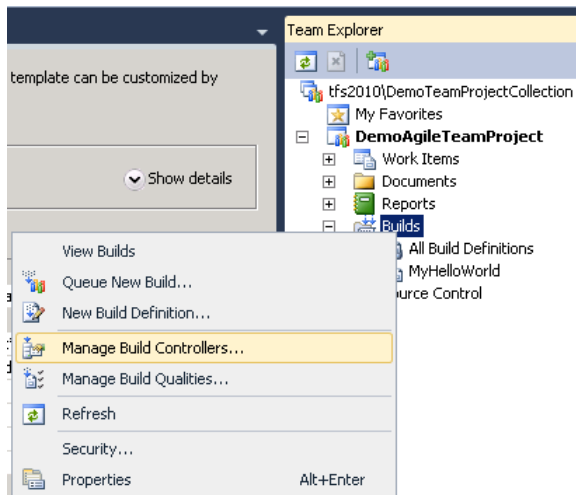 Team Explorer
template can be customized by
Show details
tfs2010\DemoTeamProjectCollection
My Favorites
DemoAgileTeamProject
Work Items
Documents
Reports
Builds
All Build Definitions
MyHelloWorld
urce Control
View Builds
Queue New Build...
New Build Definition...
Manage Build Controllers...
Manage Build Qualities...
Refresh
Security...
Properties Alt+Enter